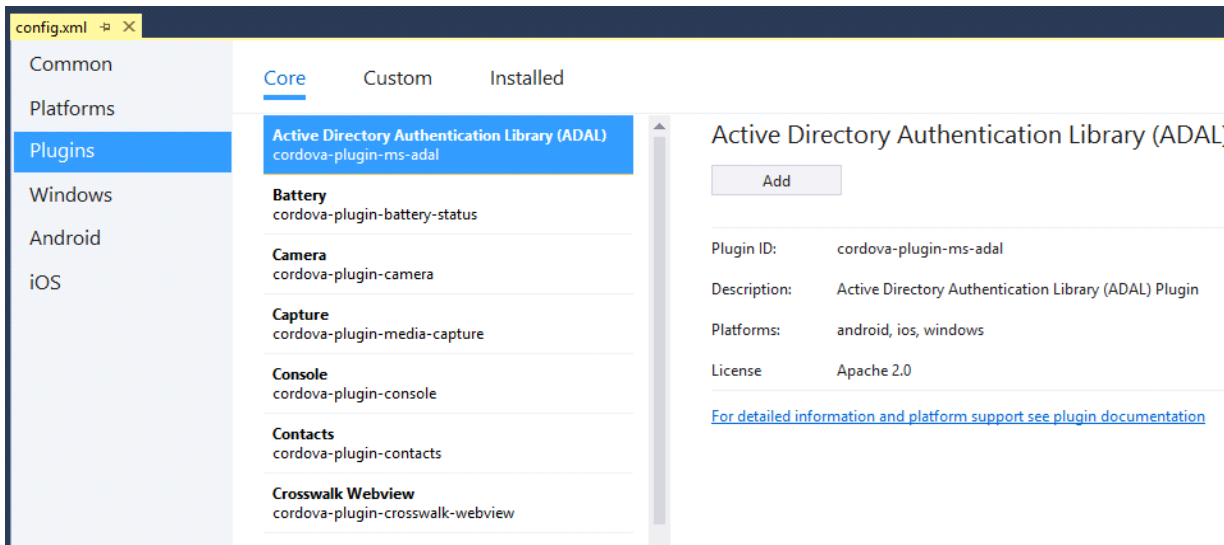 config.xml
Common
Platforms
Plugins
Windows
Android
iOS
Core Custom Installed
Active Directory Authentication Library (ADAL)
cordova-plugin-ms-adal
Battery
cordova-plugin-battery-status
Camera
cordova-plugin-camera
Capture
cordova-plugin-media-capture
Console
cordova-plugin-console
Contacts
cordova-plugin-contacts
Crosswalk Webview
cordova-plugin-crosswalk-webview
Active Directory Authentication Library (ADAL)
Add
Plugin ID: cordova-plugin-ms-adal
Description: Active Directory Authentication Library (ADAL) Plugin
Platforms: android, ios, windows
License Apache 2.0
For detailed information and platform support see plugin documentation